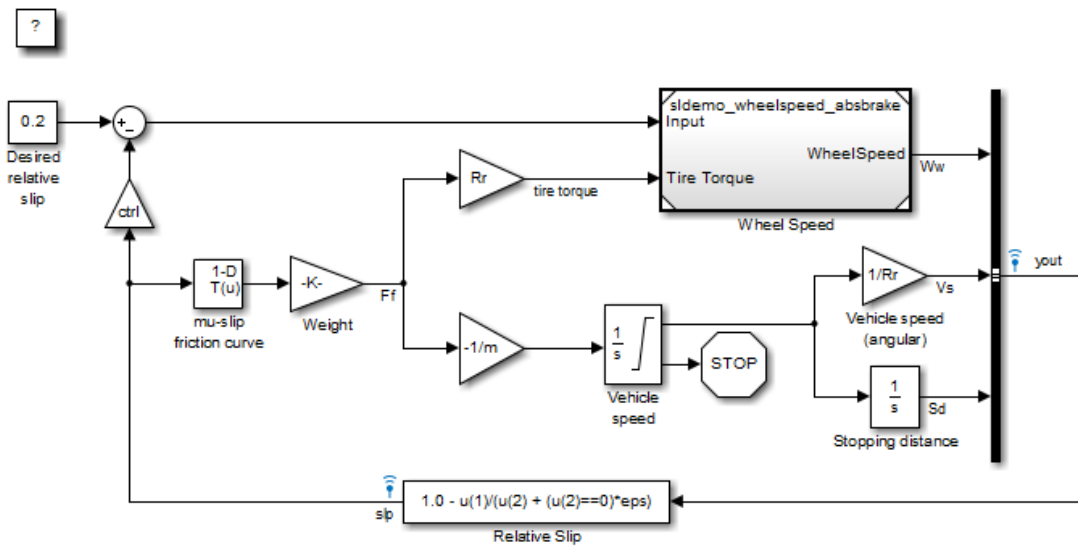 ?
sldemo_wheelspeed_absbrake
Input
WheelSpeed
Tire Torque
Wheel Speed
Ww
0.2
+
-
Desired
relative
slip
ctrl
Rr
tire torque
1-D
T(u)
mu-slip
friction curve
-K-
Weight
Ff
-1/m
1
s
Vehicle
speed
STOP
1/Rr
Vs
Vehicle speed
(angular)
1
s
Sd
Stopping distance
yout
slp
1.0 - u(1)/(u(2) + (u(2)==0)*eps)
Relative Slip